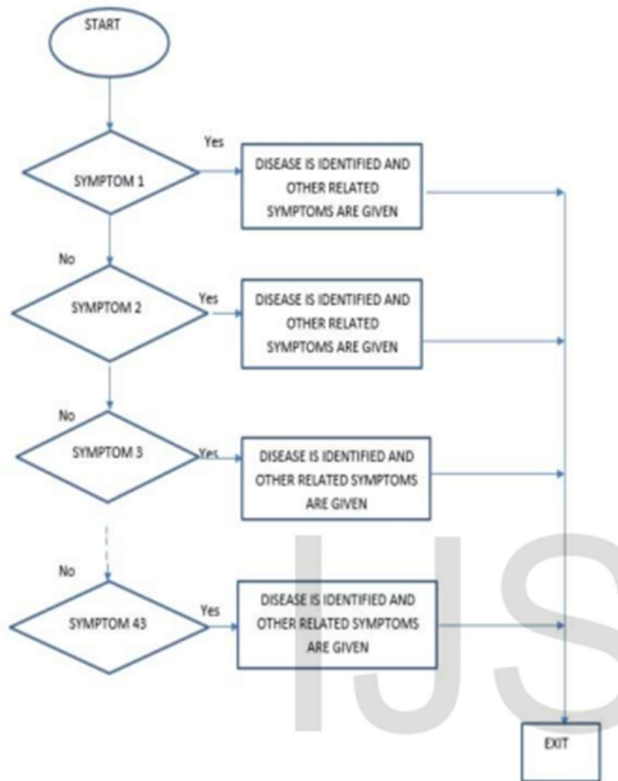 START
Yes
SYMPTOM 1
DISEASE IS IDENTIFIED AND
OTHER RELATED
SYMPTOMS ARE GIVEN
No
SYMPTOM 2
Yes
DISEASE IS IDENTIFIED AND
OTHER RELATED
SYMPTOMS ARE GIVEN
No
SYMPTOM 3
Yes
DISEASE IS IDENTIFIED AND
OTHER RELATED SYMPTOMS
ARE GIVEN
No
SYMPTOM 43
Yes
DISEASE IS IDENTIFIED AND
OTHER RELATED SYMPTOMS
ARE GIVEN
IJS
EXIT